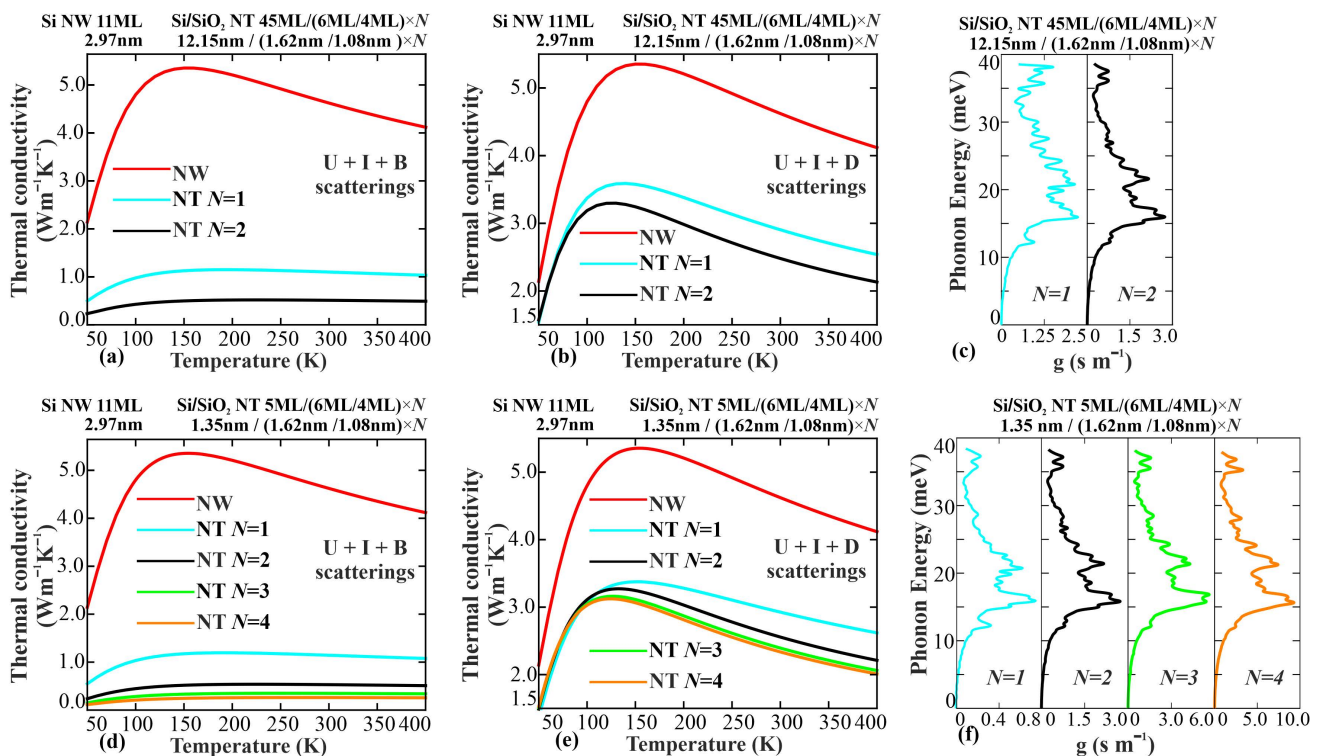 Si NW 11ML Si/SiO₂ NT 45ML/(6ML/4ML)×N
2.97nm 12.15nm / (1.62nm /1.08nm )×N
Thermal conductivity
(Wm⁻¹K⁻¹)
5.0
4.0
5.0
2.0
1.0
0.0
NW
NT N=1
NT N=2
U + I + B
scatterings
50 100 150 200 250 300 350 400
(a)
Temperature (K)
Si NW 11ML Si/SiO₂ NT 45ML/(6ML/4ML)×N
2.97nm 12.15nm / (1.62nm /1.08nm)×N
Thermal conductivity
(Wm⁻¹K⁻¹)
5.0
4.0
3.0
2.0
1.5
U + I + D
scatterings
NW
NT N=1
NT N=2
50 100 150 200 250 300 350 400
(b)
Temperature (K)
Si/SiO₂ NT 45ML/(6ML/4ML)×N
12.15nm / (1.62nm /1.08nm)×N
Phonon Energy (meV)
40
30
20
10
0
N=1 N=2
0 1.25 2.5 0 1.5 3.0
(c)
g (s m⁻¹)
Si NW 11ML Si/SiO₂ NT 5ML/(6ML/4ML)×N
2.97nm 1.35nm / (1.62nm /1.08nm)×N
Thermal conductivity
(Wm⁻¹K⁻¹)
5.0
4.0
5.0
2.0
1.0
0.0
NW
NT N=1
NT N=2
NT N=3
NT N=4
U + I + B
scatterings
50 100 150 200 250 300 350 400
(d)
Temperature (K)
Si NW 11ML Si/SiO₂ NT 5ML/(6ML/4ML)×N
2.97nm 1.35nm / (1.62nm /1.08nm)×N
Thermal conductivity
(Wm⁻¹K⁻¹)
5.0
4.0
3.0
2.0
1.5
NW
NT N=1
NT N=2
U + I + D
scatterings
NT N=3
NT N=4
50 100 150 200 250 300 350 400
(e)
Temperature (K)
Si/SiO₂ NT 5ML/(6ML/4ML)×N
1.35 nm / (1.62nm /1.08nm)×N
Phonon Energy (meV)
40
30
20
10
0
N=1 N=2 N=3 N=4
0 0.4 0.8 0 1.5 3.0 0 3.0 6.0 0 5.0 10.0
(f)
g (s m⁻¹)